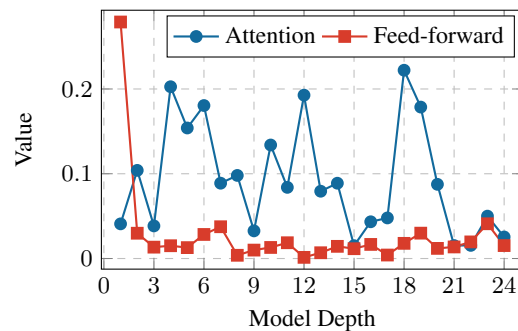 Attention Feed-forward
0.2
0.1
0
Value
0 3 6 9 12 15 18 21 24
Model Depth